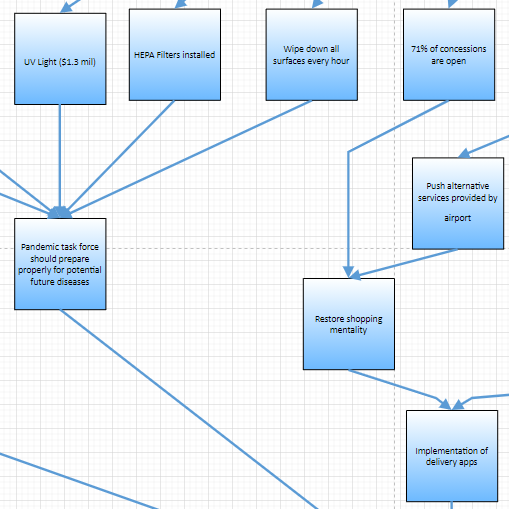 UV Light ($1.3 mil)
HEPA Filters installed
Wipe down all
surfaces every hour
71% of concessions
are open
Push alternative
services provided by
airport
Pandemic task force
should prepare
properly for potential
future diseases
Restore shopping
mentality
Implementation of
delivery apps